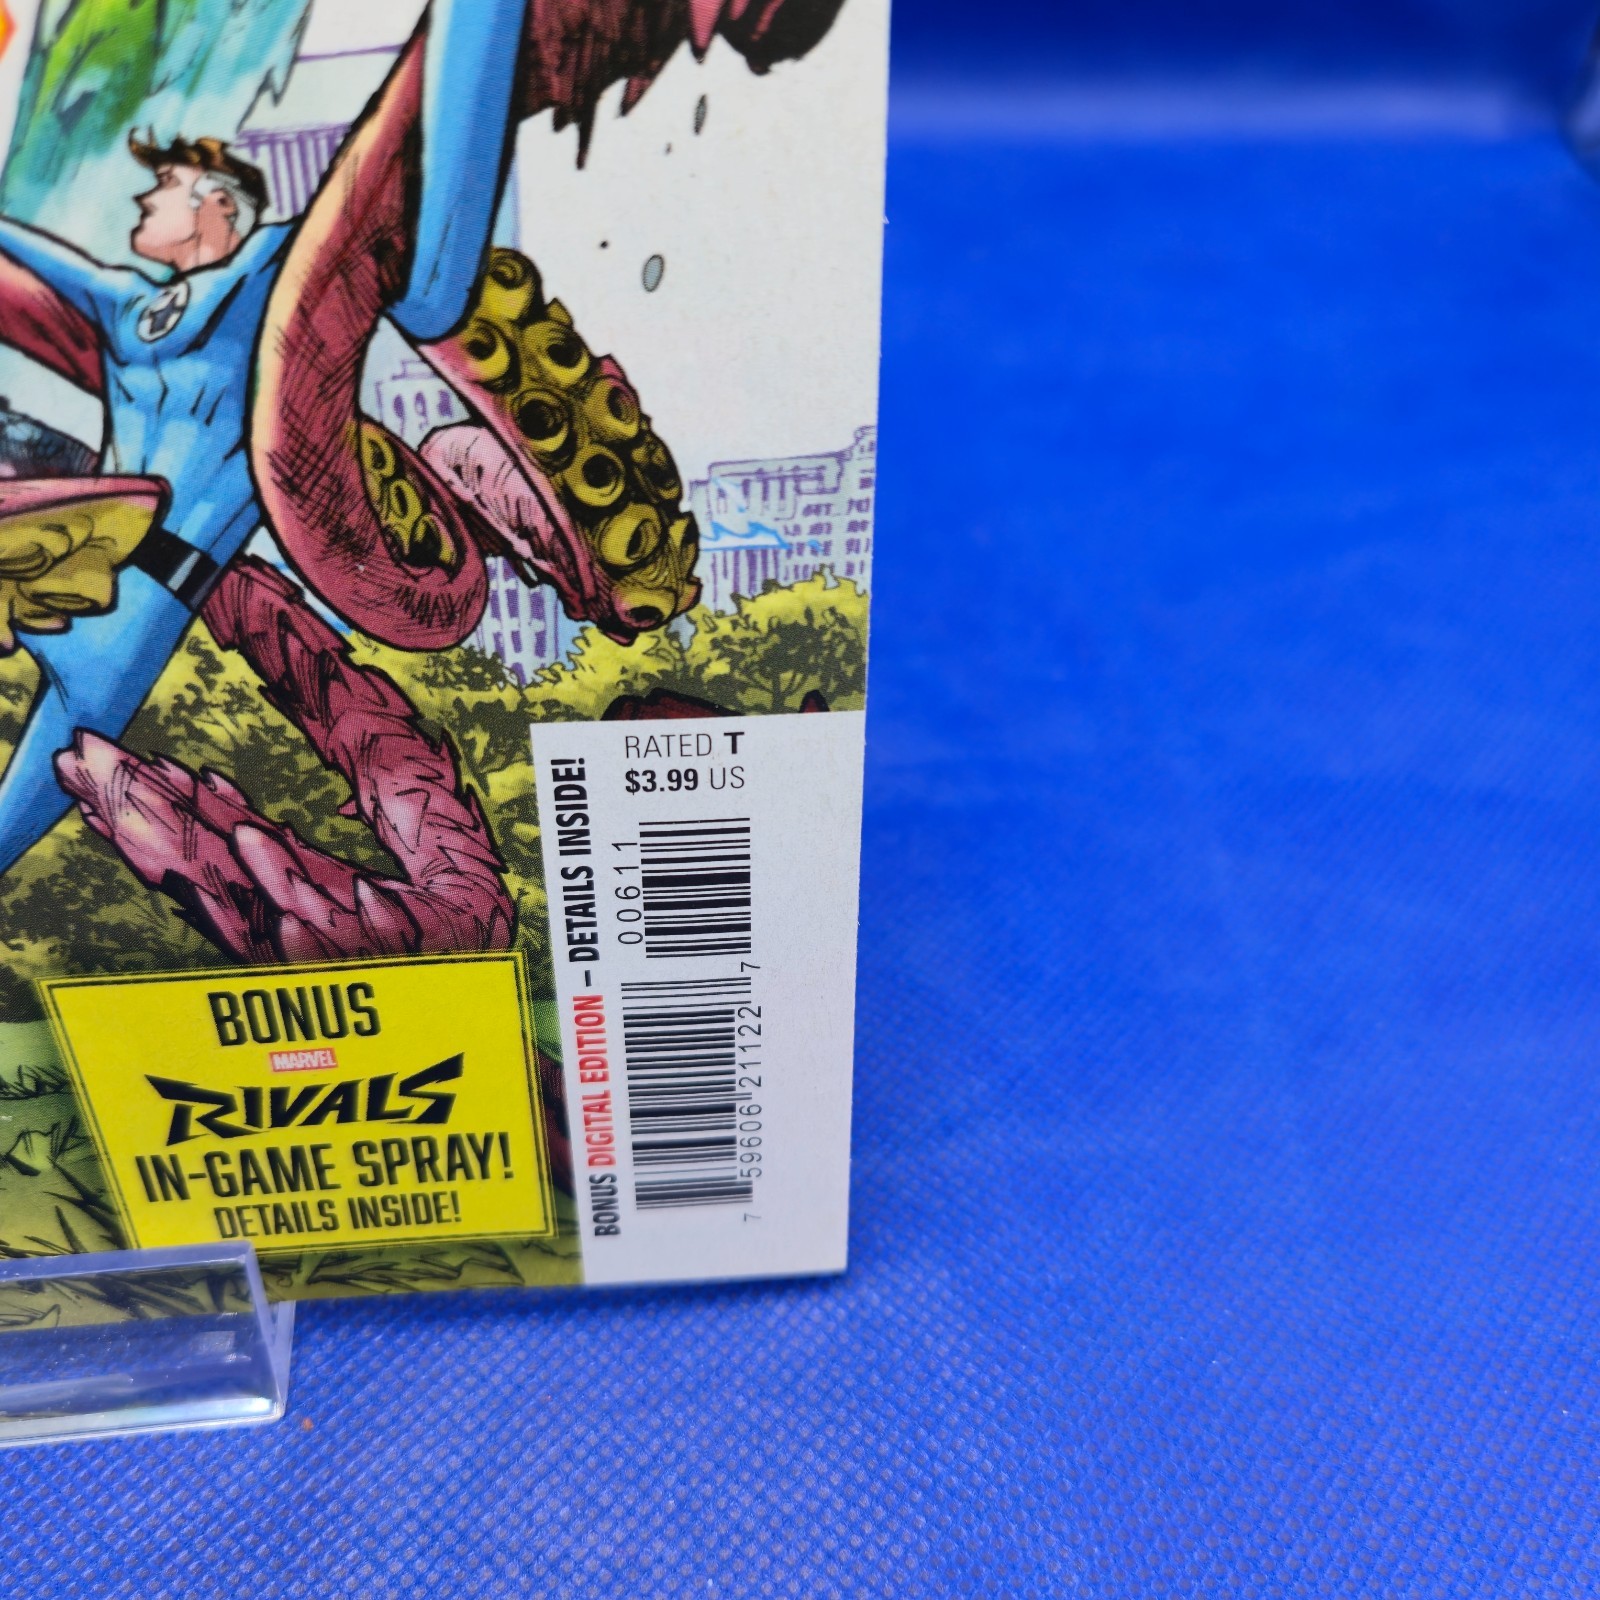 RATED T
$3.99 US
BONUS DIGITAL EDITION – DETAILS INSIDE!
00611
7 59606 21122 7
BONUS
MARVEL
RIVALS
IN-GAME SPRAY!
DETAILS INSIDE!